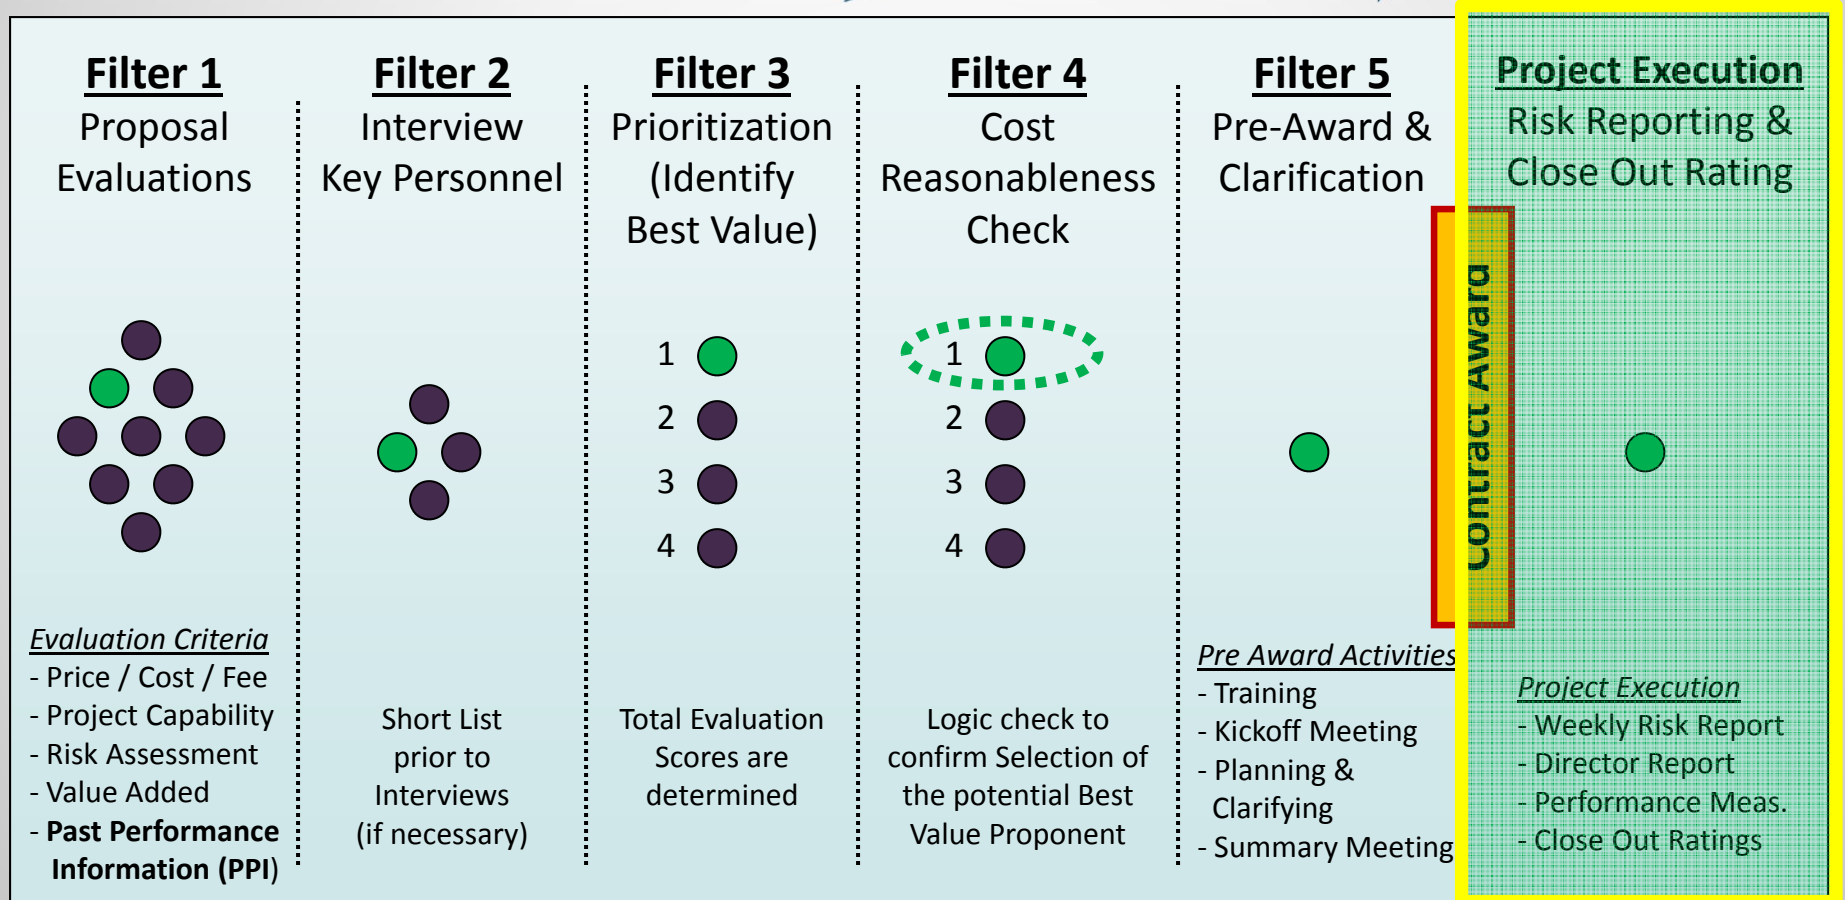 Filter 1
Proposal
Evaluations
Evaluation Criteria
- Price / Cost / Fee
- Project Capability
- Risk Assessment
- Value Added
- Past Performance
Information (PPI)
Filter 2
Interview
Key Personnel
Short List
prior to
Interviews
(if necessary)
Filter 3
Prioritization
(Identify
Best Value)
1
2
3
4
Total Evaluation
Scores are
determined
Filter 4
Cost
Reasonableness
Check
1
2
3
4
Logic check to
confirm Selection of
the potential Best
Value Proponent
Filter 5
Pre-Award &
Clarification
Pre Award Activities
- Training
- Kickoff Meeting
- Planning &
Clarifying
- Summary Meeting
Contract Award
Project Execution
Risk Reporting &
Close Out Rating
Project Execution
- Weekly Risk Report
- Director Report
- Performance Meas.
- Close Out Ratings